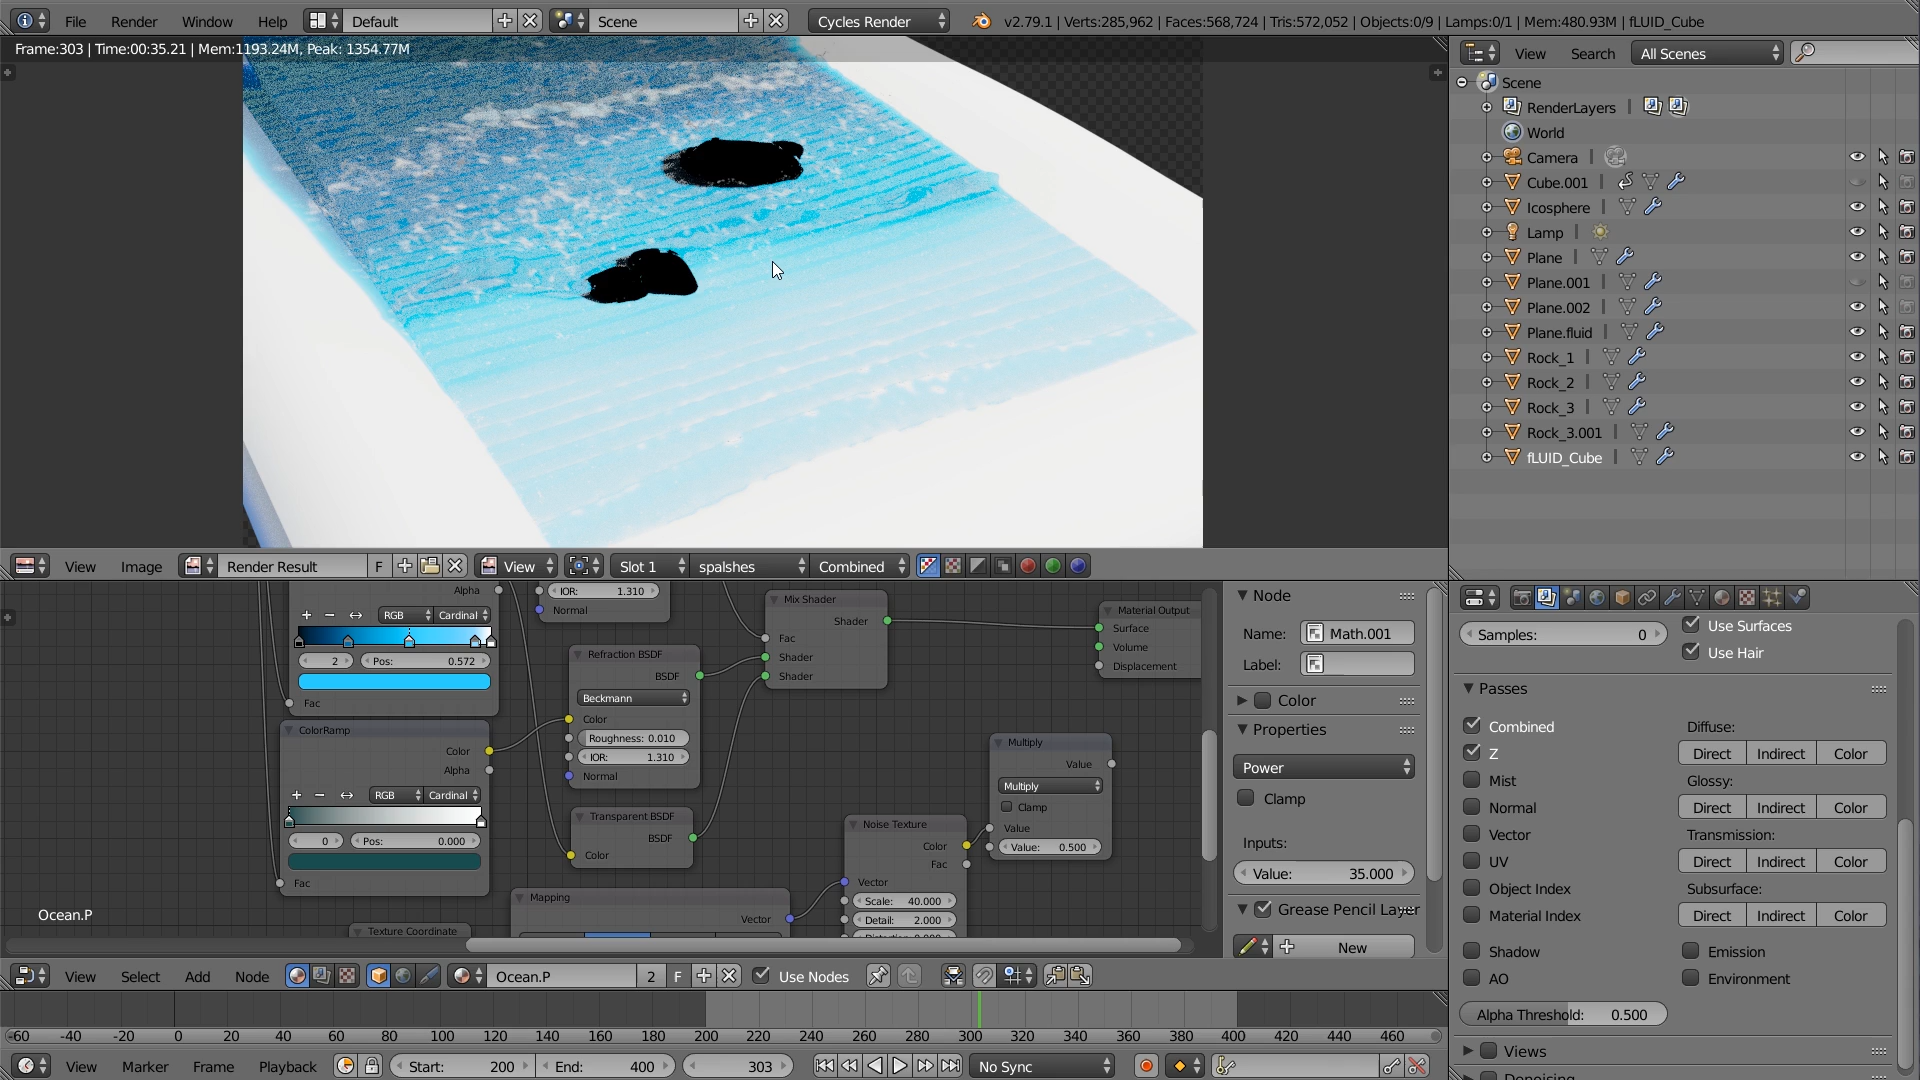 File Render Window Help Default Scene Cycles Render v2.79.1 | Verts:285,962 | Faces:568,724 | Tris:572,052 | Objects:0/9 | Lamps:0/1 | Mem:480.93M | fLUID_Cube
Frame:303 | Time:00:35.21 | Mem:1193.24M, Peak: 1354.77M
View Search All Scenes
Scene
RenderLayers
World
Camera
Cube.001
Icosphere
Lamp
Plane
Plane.001
Plane.002
Plane.fluid
Rock_1
Rock_2
Rock_3
Rock_3.001
fLUID_Cube
View Image Render Result F View Slot 1 spalshes Combined
Alpha
RGB Cardinal
2 Pos: 0.572
Fac
ColorRamp
Color
Alpha
RGB Cardinal
0 Pos: 0.000
Fac
Ocean.P
Texture Coordinate
IOR: 1.310
Normal
Refraction BSDF
BSDF
Beckmann
Color
Roughness: 0.010
IOR: 1.310
Normal
Transparent BSDF
BSDF
Color
Mapping
Vector
Mix Shader
Shader
Fac
Shader
Shader
Noise Texture
Color
Fac
Vector
Scale: 40.000
Detail: 2.000
Multiply
Value
Multiply
Clamp
Value
Value: 0.500
Material Output
Surface
Volume
Displacement
Node
Name: Math.001
Label:
Color
Properties
Power
Clamp
Inputs:
Value: 35.000
Grease Pencil Layer
New
Samples: 0
Use Surfaces
Use Hair
Passes
Combined
Z
Mist
Normal
Vector
UV
Object Index
Material Index
Shadow
AO
Diffuse:
Direct Indirect Color
Glossy:
Direct Indirect Color
Transmission:
Direct Indirect Color
Subsurface:
Direct Indirect Color
Emission
Environment
Alpha Threshold: 0.500
Views
Denoising
View Select Add Node Ocean.P 2 F Use Nodes
-60 -40 -20 0 20 40 60 80 100 120 140 160 180 200 220 240 260 280 300 320 340 360 380 400 420 440 460
View Marker Frame Playback Start: 200 End: 400 303 No Sync